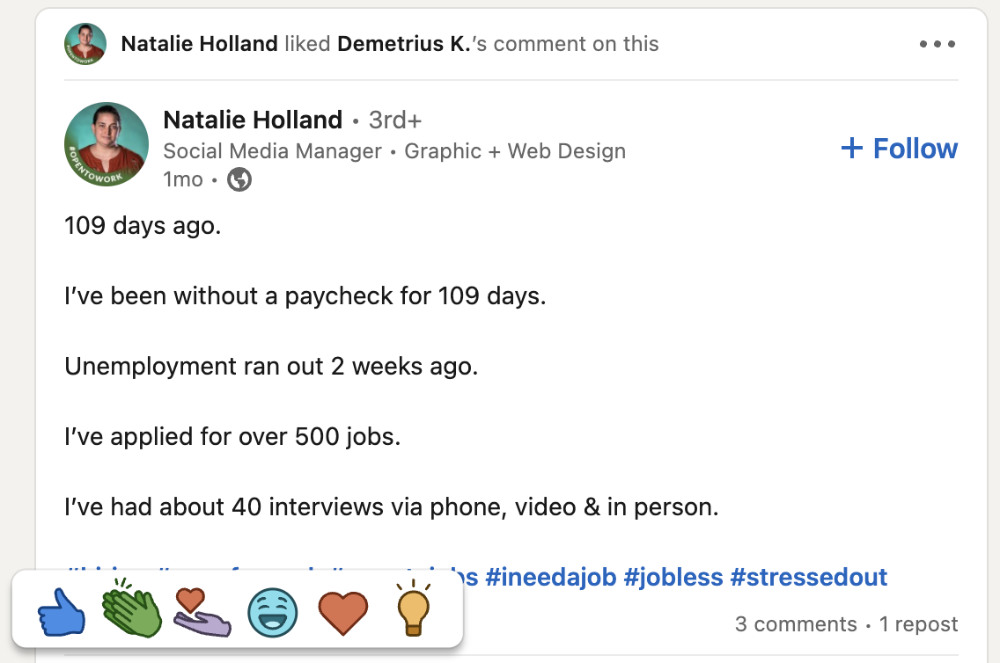 Natalie Holland liked Demetrius K.’s comment on this
Natalie Holland • 3rd+
Social Media Manager • Graphic + Web Design
+ Follow
1mo •
#OPENTOWORK
109 days ago.
I’ve been without a paycheck for 109 days.
Unemployment ran out 2 weeks ago.
I’ve applied for over 500 jobs.
I’ve had about 40 interviews via phone, video & in person.
#ineedajob #jobless #stressedout
3 comments • 1 repost